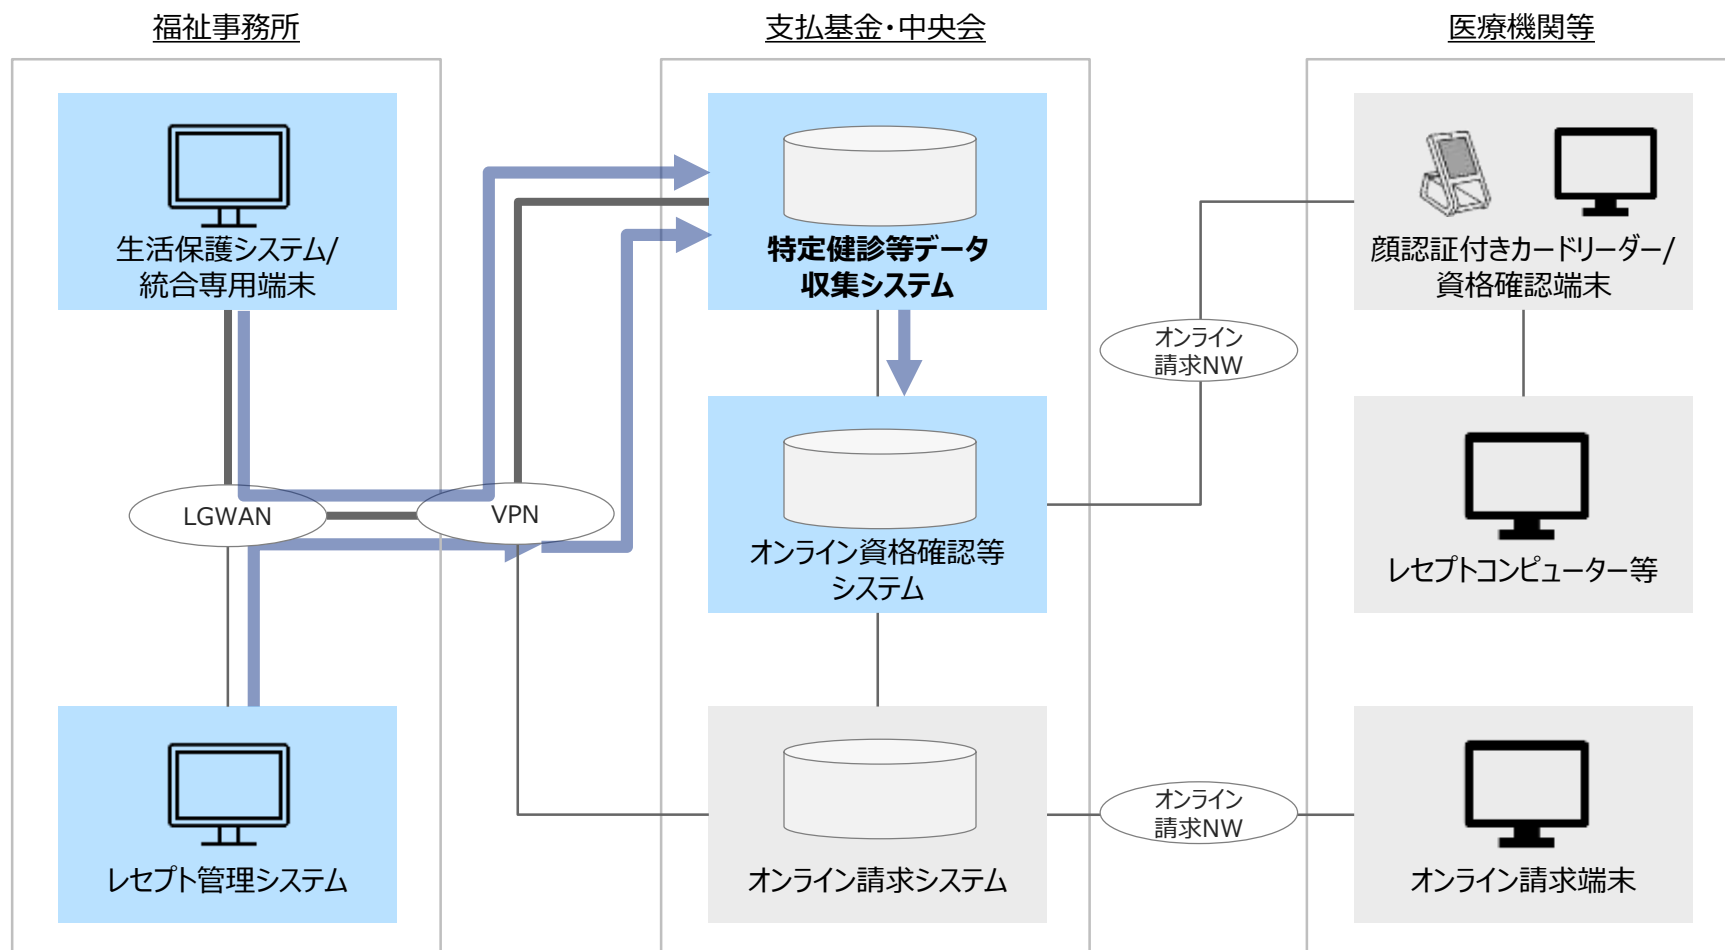 福祉事務所
支払基金・中央会
医療機関等
生活保護システム/
統合専用端末
特定健診等データ
収集システム
顔認証付きカードリーダー/
資格確認端末
オンライン
請求NW
LGWAN
VPN
オンライン資格確認等
システム
レセプトコンピューター等
オンライン
請求NW
レセプト管理システム
オンライン請求システム
オンライン請求端末